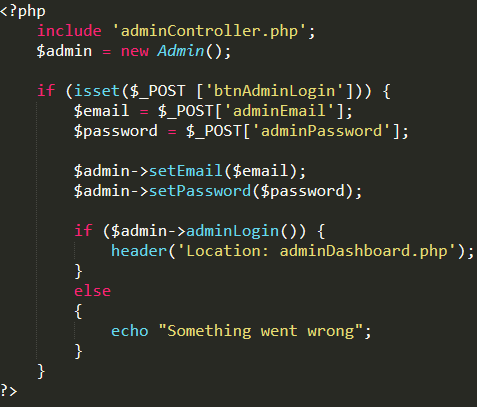 <?php
    include 'adminController.php';
    $admin = new Admin();

    if (isset($_POST ['btnAdminLogin'])) {
        $email = $_POST['adminEmail'];
        $password = $_POST['adminPassword'];

        $admin->setEmail($email);
        $admin->setPassword($password);

        if ($admin->adminLogin()) {
            header('Location: adminDashboard.php');
        }
        else
        {
            echo "Something went wrong";
        }
    }
?>